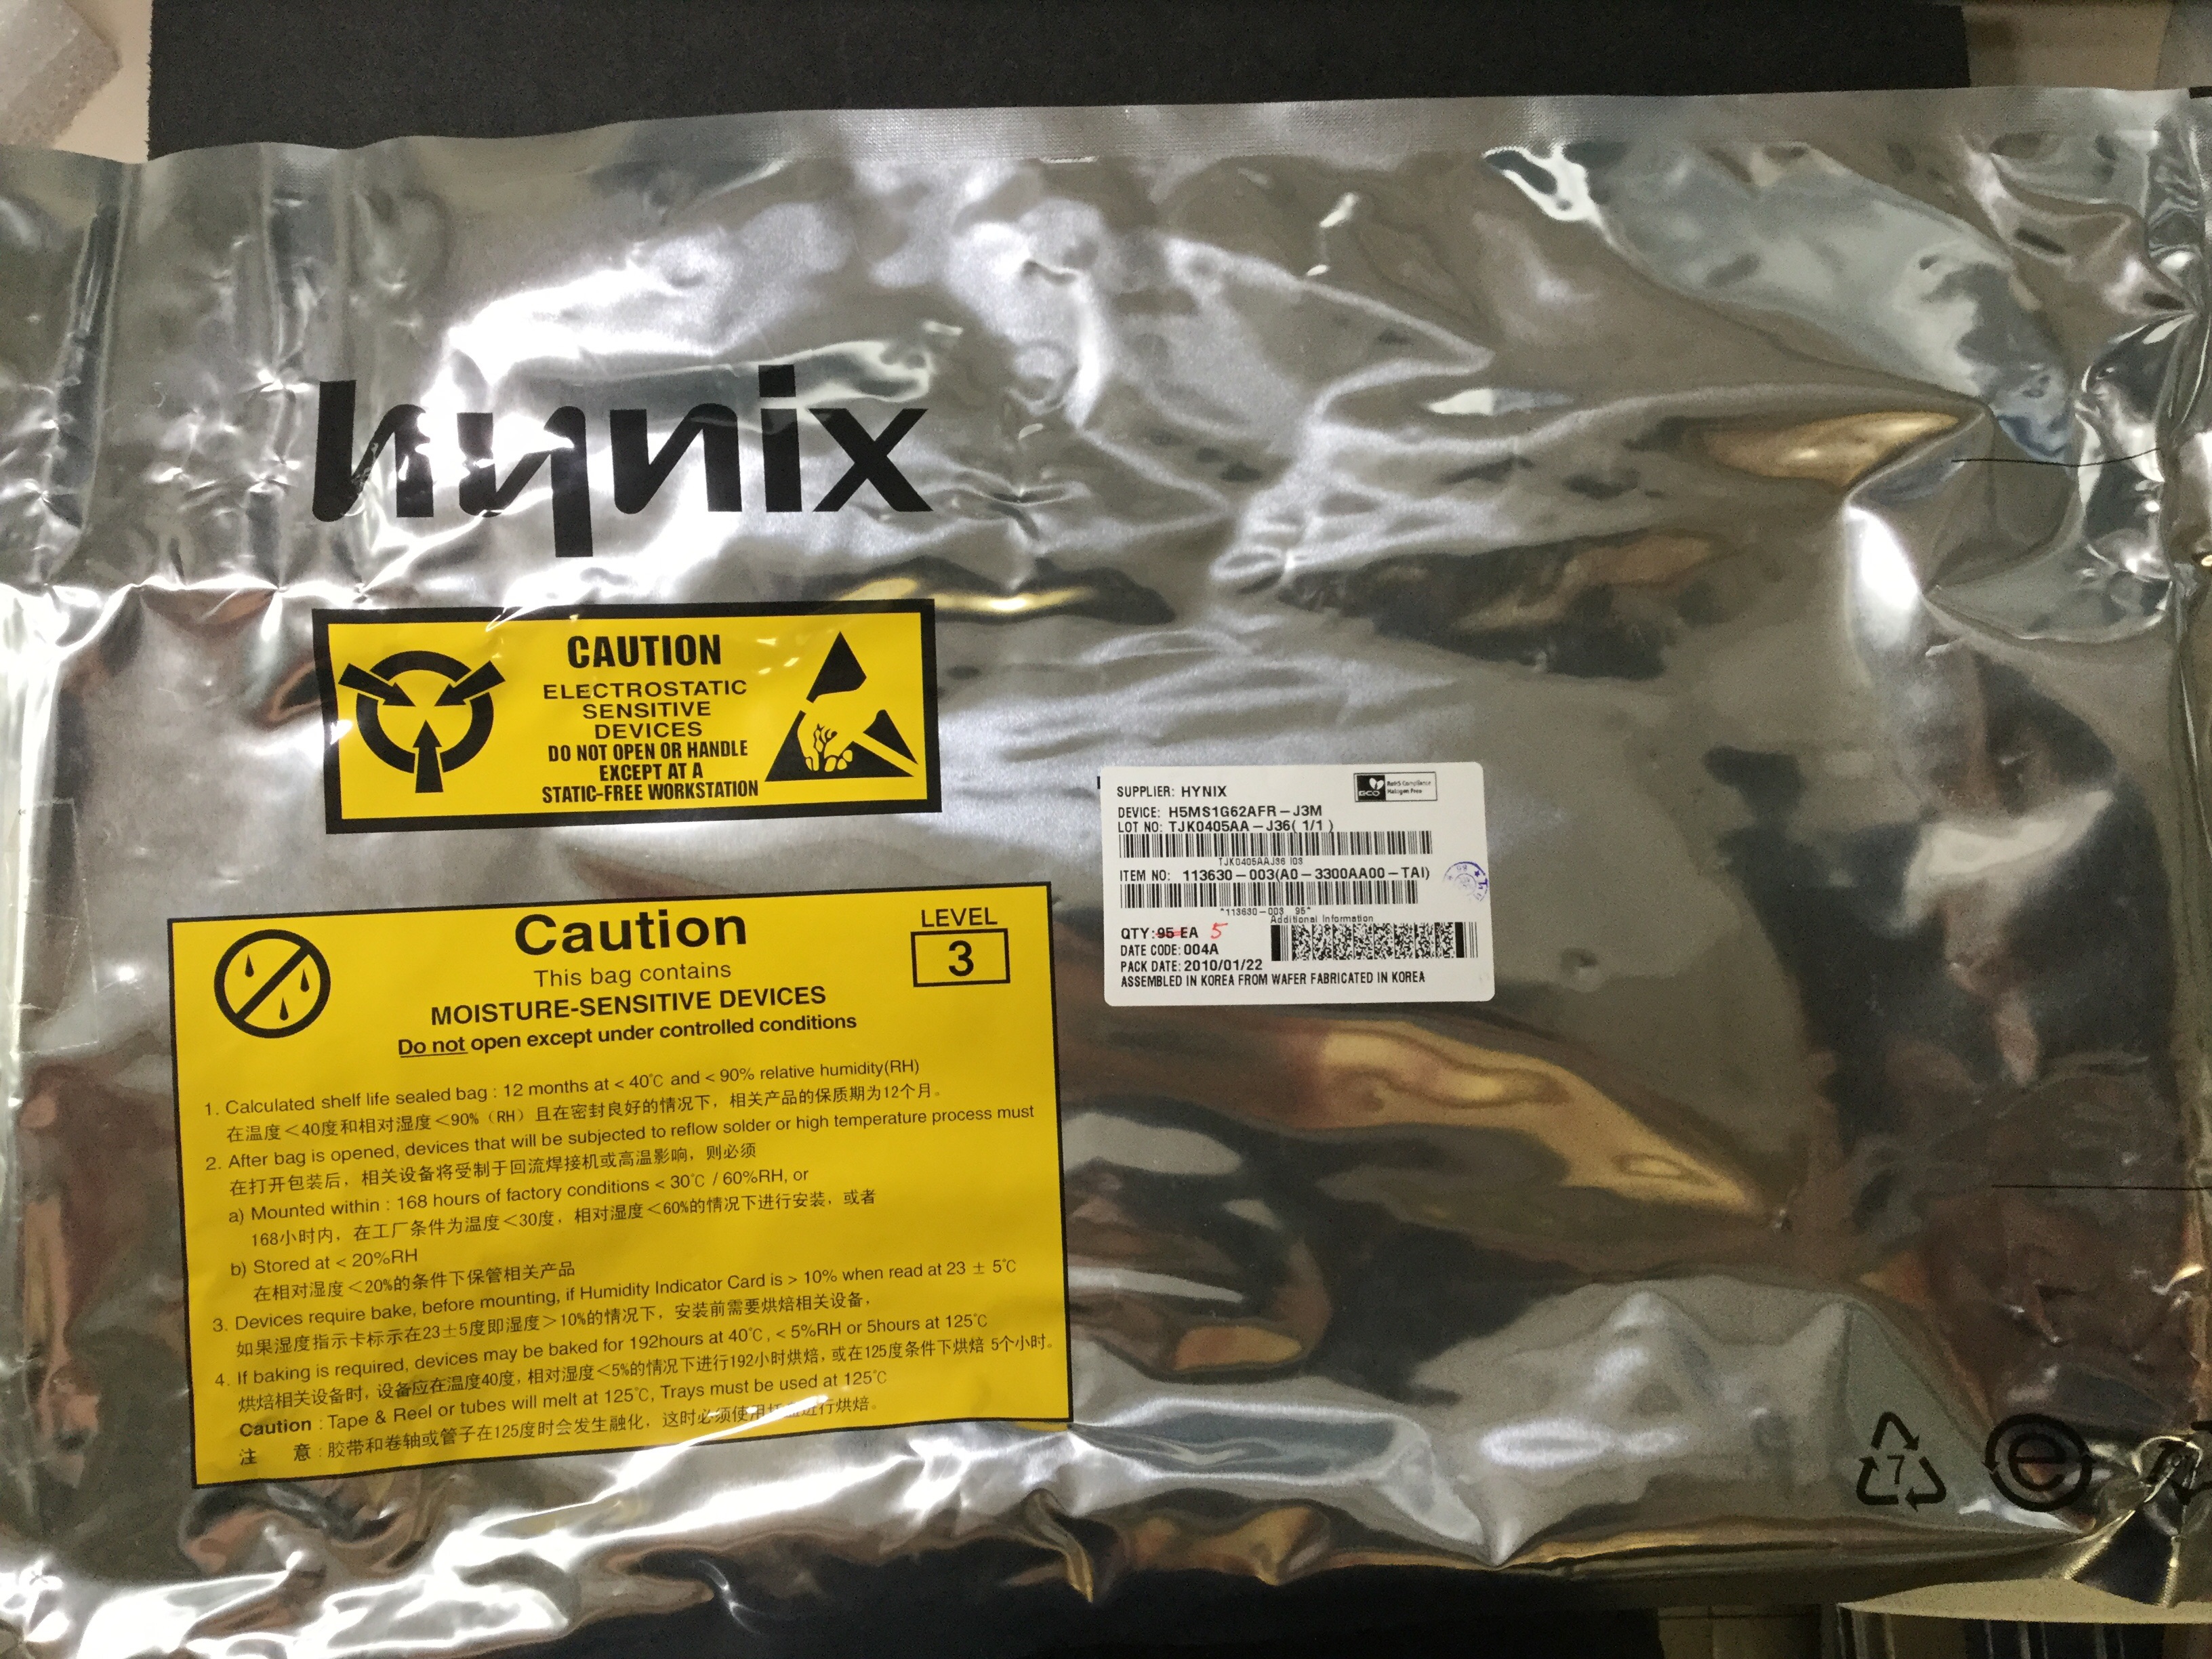 hynix
CAUTION
ELECTROSTATIC
SENSITIVE
DEVICES
DO NOT OPEN OR HANDLE
EXCEPT AT A
STATIC-FREE WORKSTATION
SUPPLIER: HYNIX
GCO
RoHS Compliance
Halogen Free
DEVICE: H5MS1G62AFR-J3M
LOT NO: TJK0405AA-J36( 1/1 )
TJK0405AAJ36 I03
ITEM NO: 113630-003(A0-3300AA00-TAI)
*113630-003 95*
Additional Information
QTY: 95 EA 5
DATE CODE: 004A
PACK DATE: 2010/01/22
ASSEMBLED IN KOREA FROM WAFER FABRICATED IN KOREA
Caution
LEVEL
3
This bag contains
MOISTURE-SENSITIVE DEVICES
Do not open except under controlled conditions
1. Calculated shelf life sealed bag : 12 months at < 40℃ and < 90% relative humidity(RH)
在温度<40度和相对湿度<90%（RH）且在密封良好的情况下，相关产品的保质期为12个月。
2. After bag is opened, devices that will be subjected to reflow solder or high temperature process must
在打开包装后，相关设备将受制于回流焊接机或高温影响，则必须
a) Mounted within : 168 hours of factory conditions < 30℃ / 60%RH, or
168小时内，在工厂条件为温度<30度，相对湿度<60%的情况下进行安装，或者
b) Stored at < 20%RH
在相对湿度<20%的条件下保管相关产品
3. Devices require bake, before mounting, if Humidity Indicator Card is > 10% when read at 23 ± 5℃
如果湿度指示卡标示在23±5度即湿度>10%的情况下，安装前需要烘焙相关设备，
4. If baking is required, devices may be baked for 192hours at 40℃, < 5%RH or 5hours at 125℃
烘焙相关设备时，设备应在温度40度，相对湿度<5%的情况下进行192小时烘焙，或在125度条件下烘焙 5个小时。
Caution : Tape & Reel or tubes will melt at 125℃, Trays must be used at 125℃
注 意 : 胶带和卷轴或管子在125度时会发生融化，这时必须使用进行烘焙。
7
e